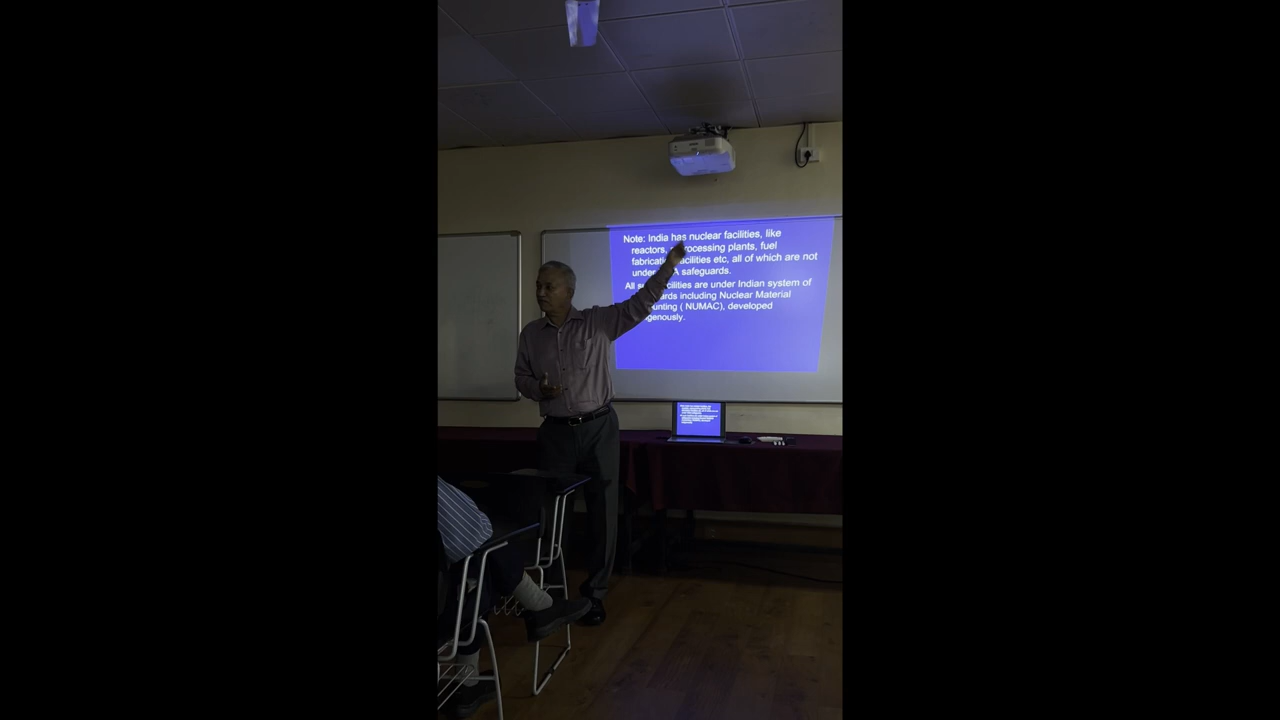 Note: India has nuclear facilities, like
reactors, processing plants, fuel
facilities etc, all of which are not
under safeguards.
All facilities are under Indian system of
including Nuclear Material
( NUMAC), developed